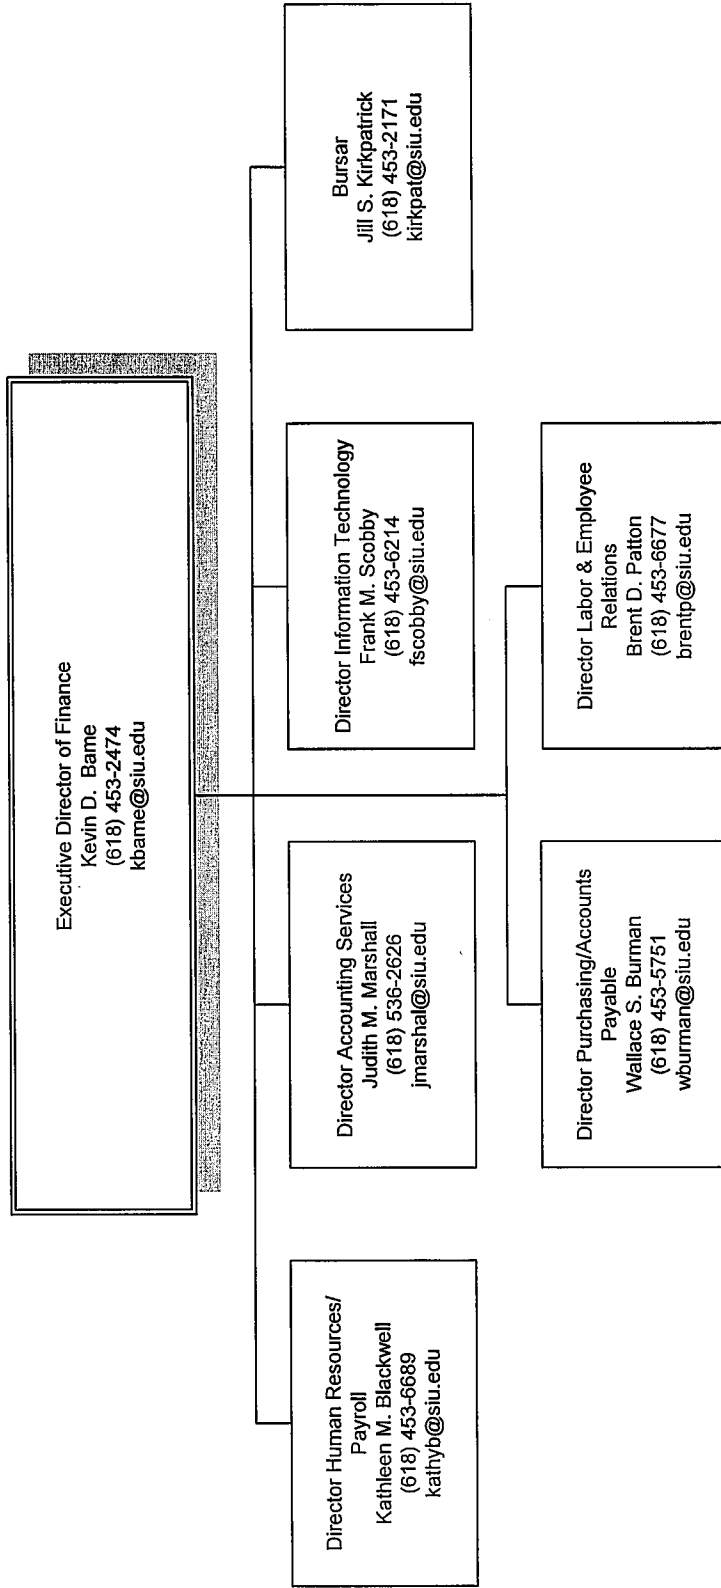 Executive Director of Finance
Kevin D. Bame
(618) 453-2474
kbame@siu.edu
Director Human Resources/
Payroll
Kathleen M. Blackwell
(618) 453-6689
kathyb@siu.edu
Director Accounting Services
Judith M. Marshall
(618) 536-2626
jmarshal@siu.edu
Director Information Technology
Frank M. Scobby
(618) 453-6214
fscobby@siu.edu
Bursar
Jill S. Kirkpatrick
(618) 453-2171
kirkpat@siu.edu
Director Purchasing/Accounts
Payable
Wallace S. Burman
(618) 453-5751
wburman@siu.edu
Director Labor & Employee
Relations
Brent D. Patton
(618) 453-6677
brentp@siu.edu